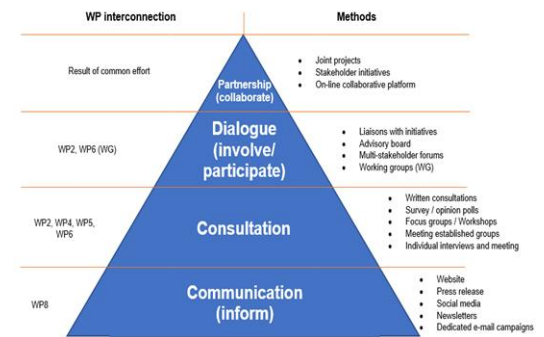 WP interconnection
Methods
Result of common effort
Partnership
(collaborate)
• Joint projects
• Stakeholder initiatives
• On-line collaborative platform
WP2, WP6 (WG)
Dialogue
(involve/
participate)
• Liaisons with initiatives
• Advisory board
• Multi-stakeholder forums
• Working groups (WG)
WP2, WP4, WP5,
WP6
Consultation
• Written consultations
• Survey / opinion polls
• Focus groups / Workshops
• Meeting established groups
• Individual interviews and meeting
WP8
Communication
(inform)
• Website
• Press release
• Social media
• Newsletters
• Dedicated e-mail campaigns